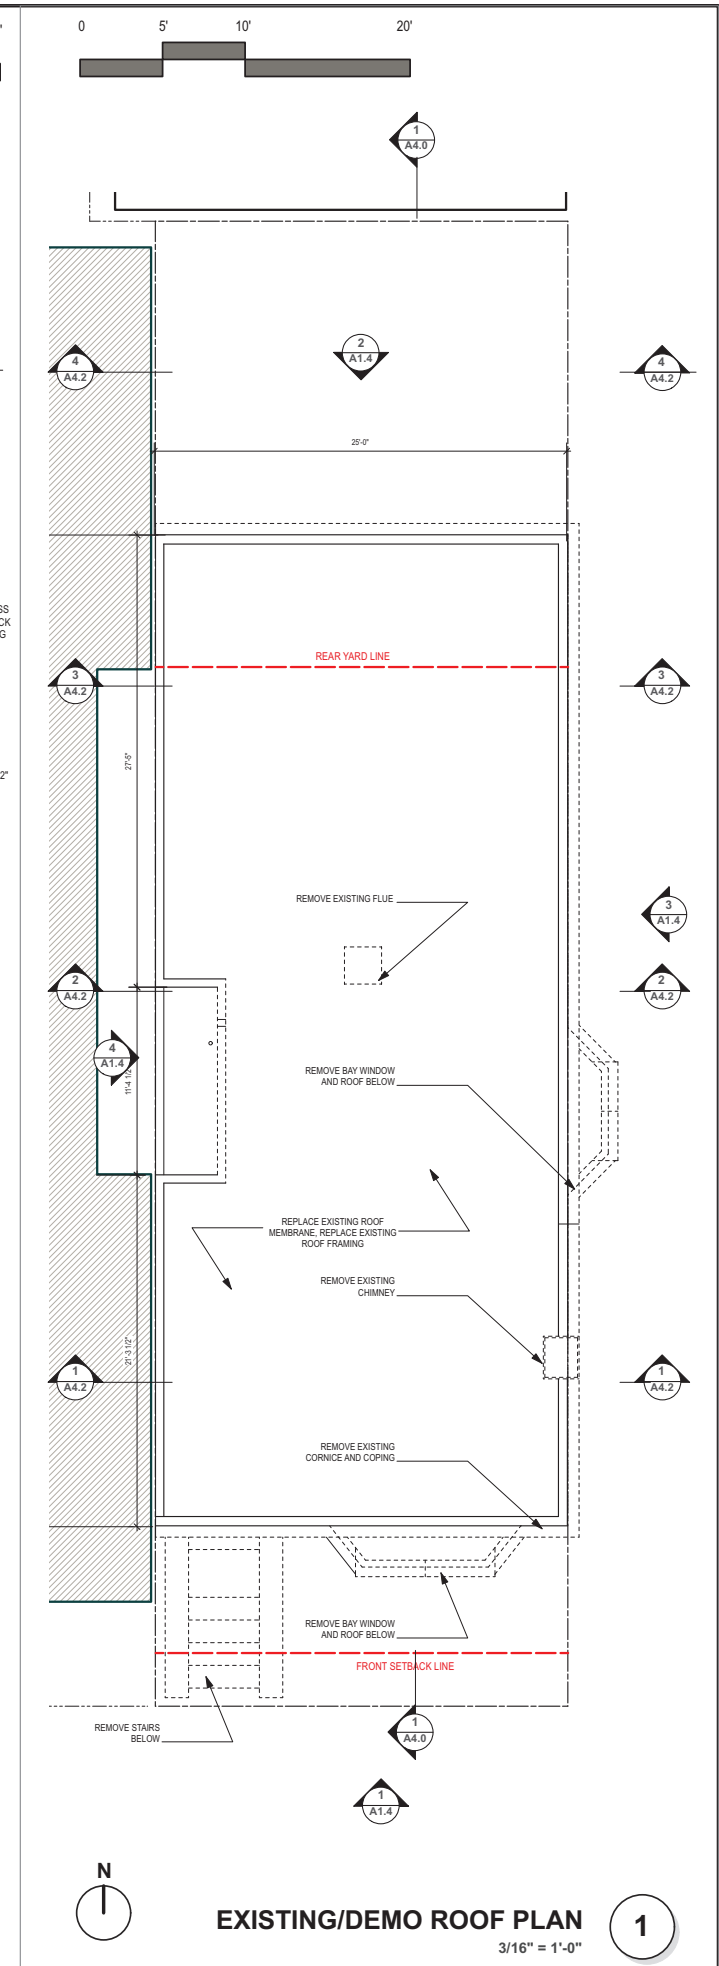 0 5' 10' 20'
1
A4.0
2
A1.4
4
A4.2
4
A4.2
25'-0"
SS
CK
G
REAR YARD LINE
3
A4.2
3
A4.2
27'-5"
2"
REMOVE EXISTING FLUE
3
A1.4
2
A4.2
2
A4.2
4
A1.4
11'-4 1/2"
REMOVE BAY WINDOW
AND ROOF BELOW
REPLACE EXISTING ROOF
MEMBRANE, REPLACE EXISTING
ROOF FRAMING
REMOVE EXISTING
CHIMNEY
21'-3 1/2"
1
A4.2
1
A4.2
REMOVE EXISTING
CORNICE AND COPING
REMOVE BAY WINDOW
AND ROOF BELOW
FRONT SETBACK LINE
REMOVE STAIRS
BELOW
1
A4.0
1
A1.4
N
EXISTING/DEMO ROOF PLAN
1
3/16" = 1'-0"